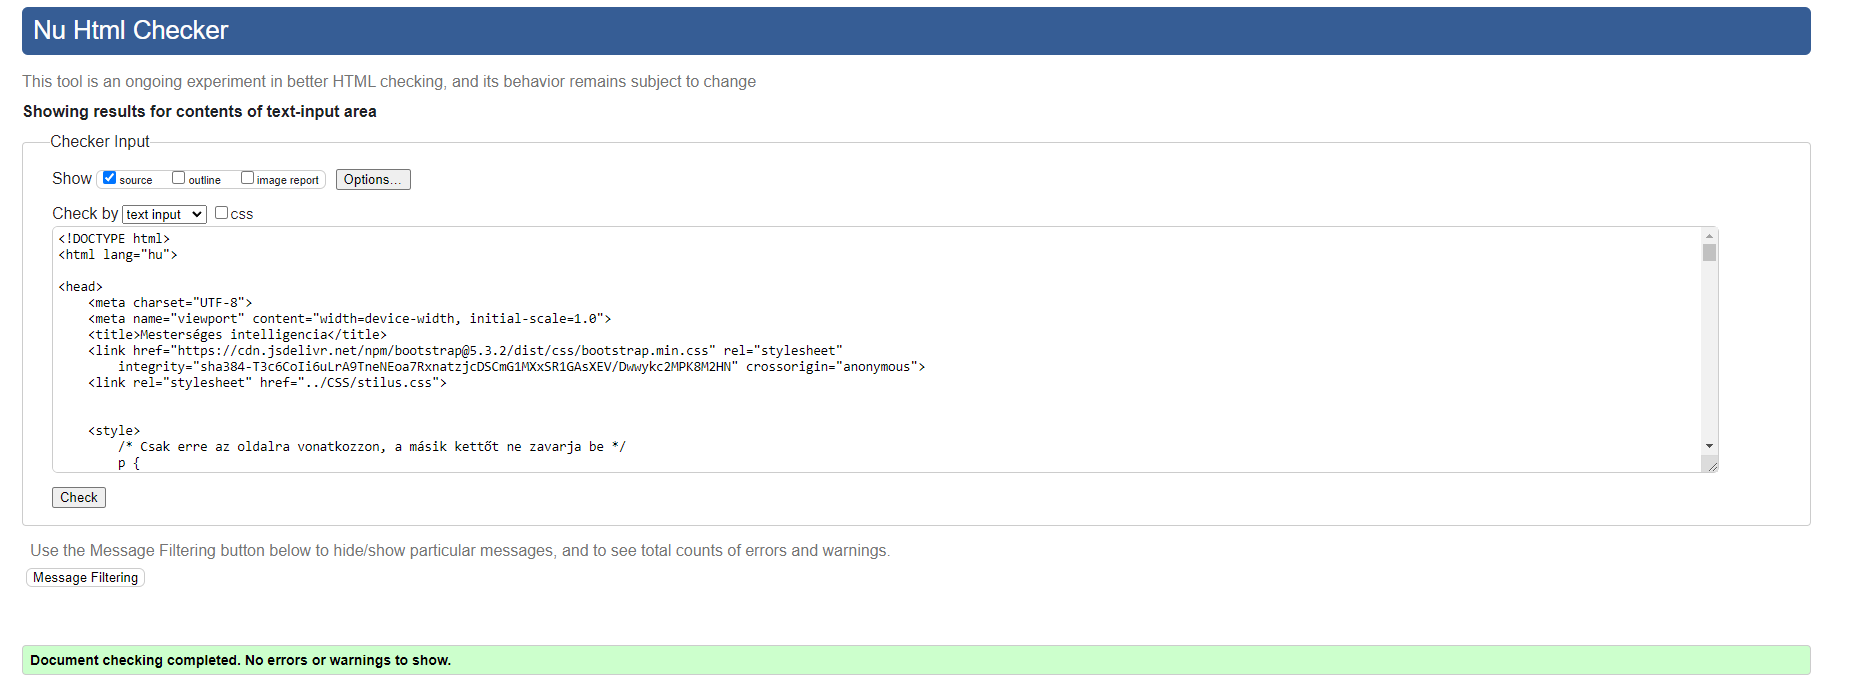 Nu Html Checker
This tool is an ongoing experiment in better HTML checking, and its behavior remains subject to change
Showing results for contents of text-input area
Checker Input
Show source outline image report Options...
Check by text input css
<!DOCTYPE html>
<html lang="hu">
<head>
<meta charset="UTF-8">
<meta name="viewport" content="width=device-width, initial-scale=1.0">
<title>Mesterséges intelligencia</title>
<link href="https://cdn.jsdelivr.net/npm/bootstrap@5.3.2/dist/css/bootstrap.min.css" rel="stylesheet"
integrity="sha384-T3c6CoIi6uLrA9TneNEoa7RxnatzjcDSCmG1MXxSR1GAsXEV/Dwwykc2MPK8M2HN" crossorigin="anonymous">
<link rel="stylesheet" href="../CSS/stilus.css">
<style>
/* Csak erre az oldalra vonatkozzon, a másik kettőt ne zavarja be */
p {
Check
Use the Message Filtering button below to hide/show particular messages, and to see total counts of errors and warnings.
Message Filtering
Document checking completed. No errors or warnings to show.